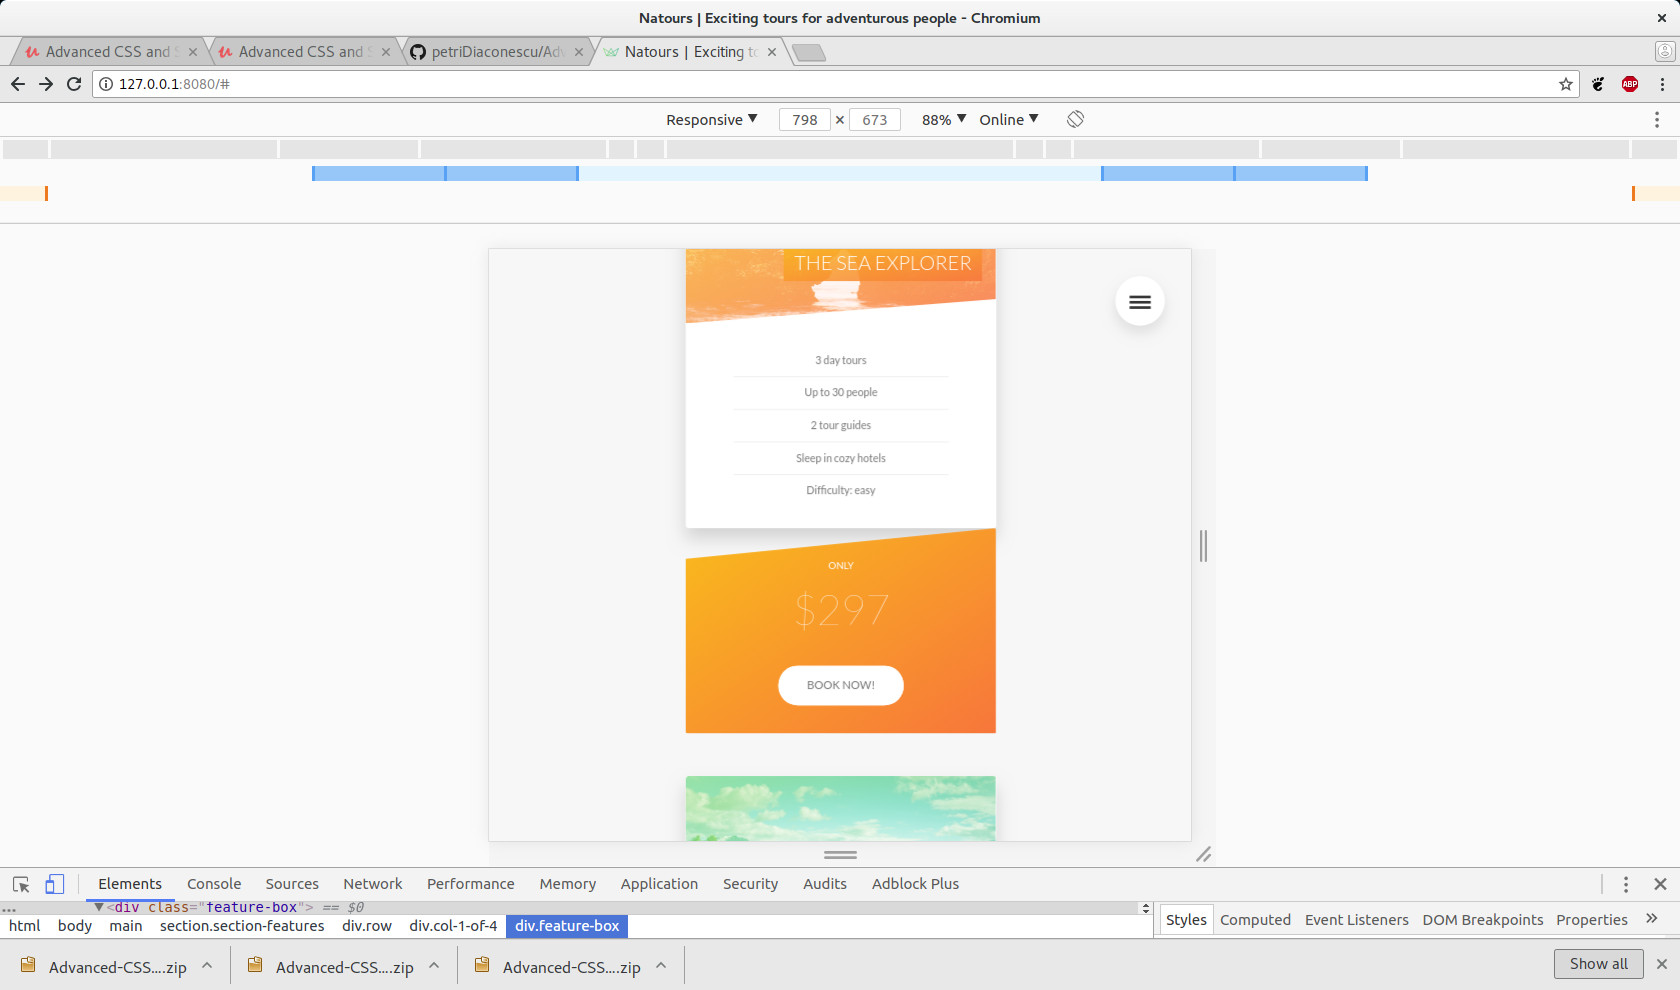 Natours | Exciting tours for adventurous people - Chromium
Advanced CSS and S
Advanced CSS and S
petriDiaconescu/Adv
Natours | Exciting to
127.0.0.1:8080/#
ABP
Responsive 798 × 673 88% Online
THE SEA EXPLORER
3 day tours
Up to 30 people
2 tour guides
Sleep in cozy hotels
Difficulty: easy
ONLY
$297
BOOK NOW!
Elements Console Sources Network Performance Memory Application Security Audits Adblock Plus
... <div class="feature-box"> == $0
html body main section.section-features div.row div.col-1-of-4 div.feature-box
Styles Computed Event Listeners DOM Breakpoints Properties »
Advanced-CSS....zip
Advanced-CSS....zip
Advanced-CSS....zip
Show all